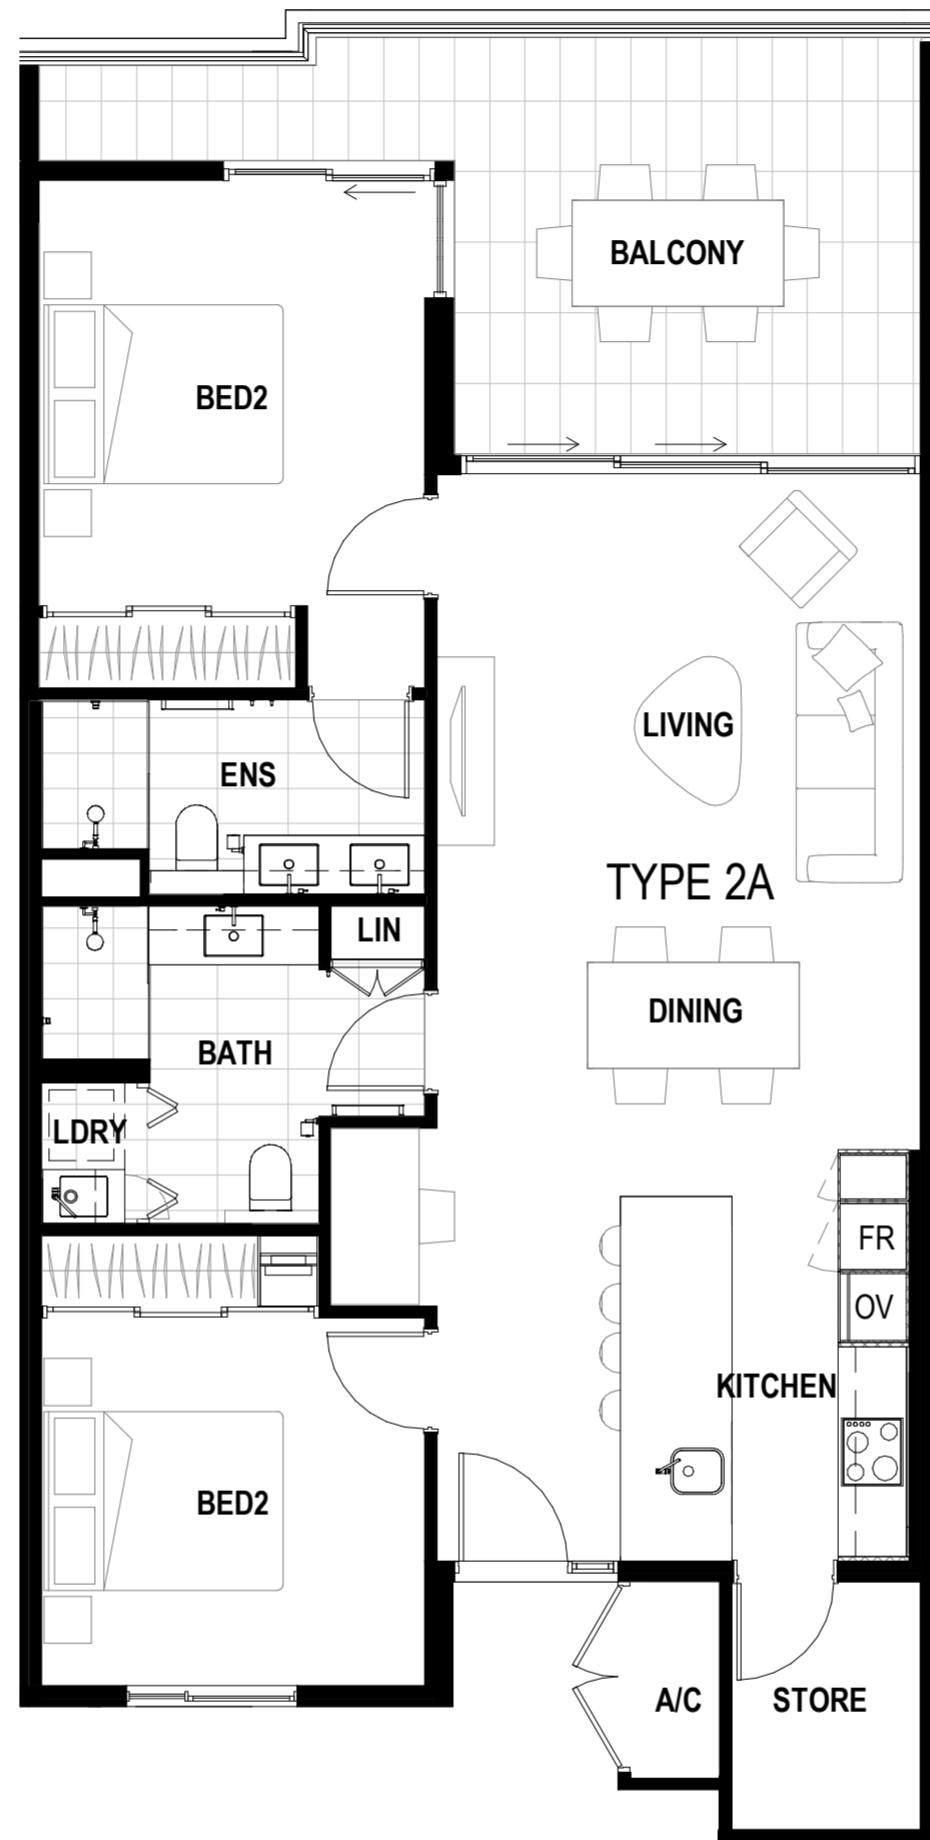 BALCONY
BED2
LIVING
ENS
TYPE 2A
LIN
DINING
BATH
LDRY
FR
OV
KITCHEN
BED2
A/C
STORE